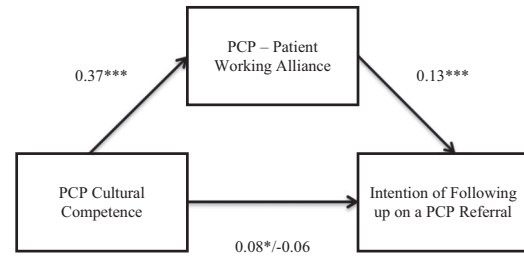 PCP – Patient
Working Alliance
0.37***
0.13***
PCP Cultural
Competence
Intention of Following
up on a PCP Referral
0.08*/-0.06